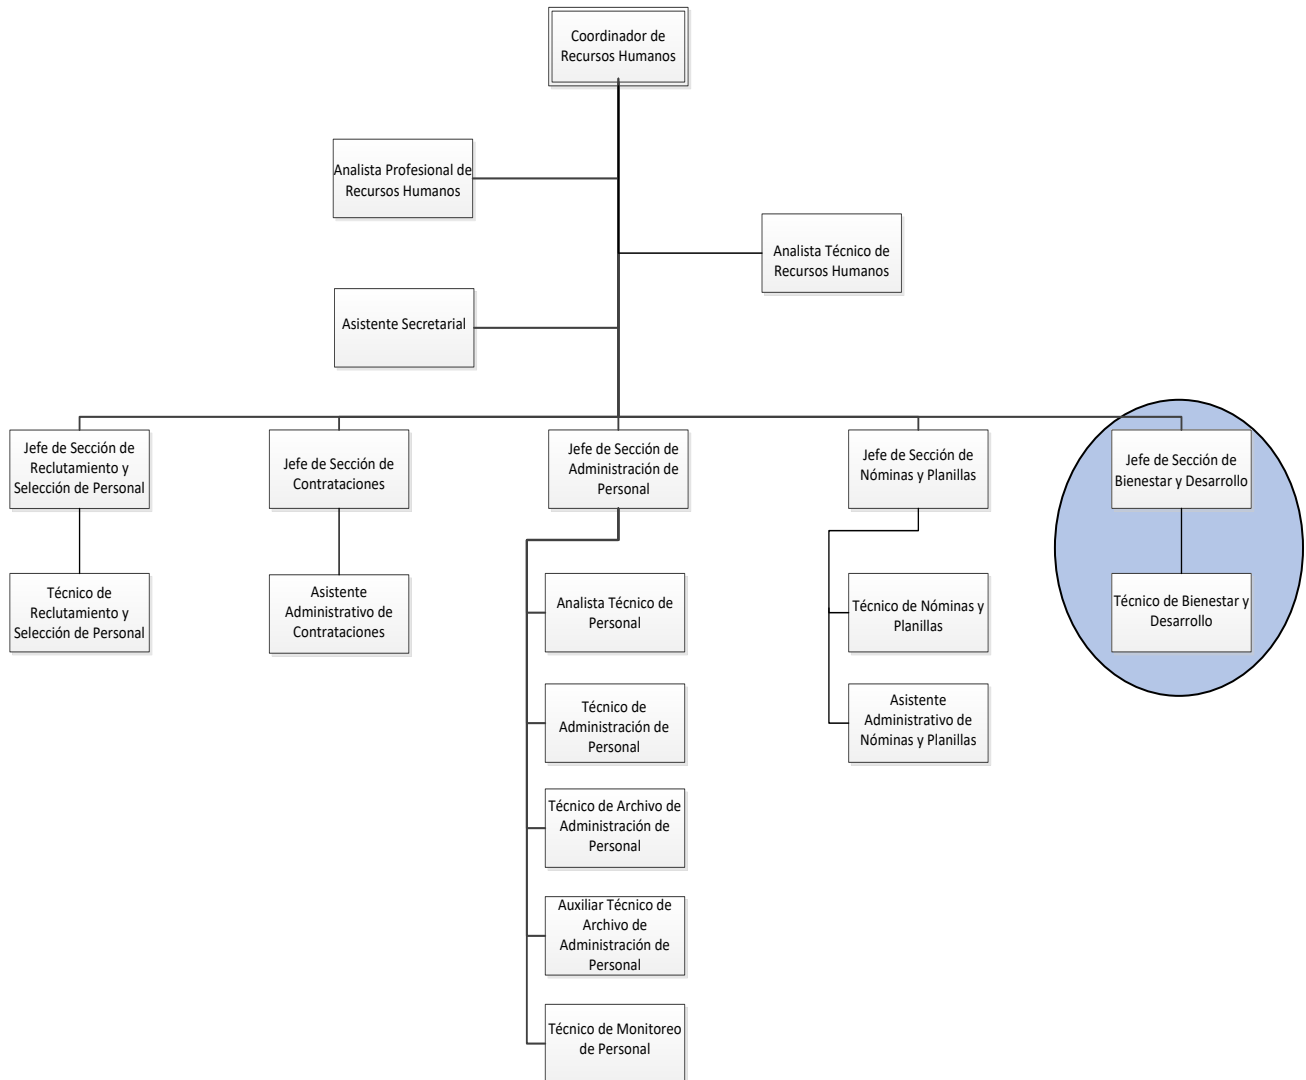 Coordinador de
Recursos Humanos
Analista Profesional de
Recursos Humanos
Analista Técnico de
Recursos Humanos
Asistente Secretarial
Jefe de Sección de
Reclutamiento y
Selección de Personal
Jefe de Sección de
Contrataciones
Jefe de Sección de
Administración de
Personal
Jefe de Sección de
Nóminas y Planillas
Jefe de Sección de
Bienestar y Desarrollo
Técnico de
Reclutamiento y
Selección de Personal
Asistente
Administrativo de
Contrataciones
Analista Técnico de
Personal
Técnico de Nóminas y
Planillas
Técnico de Bienestar y
Desarrollo
Técnico de
Administración de
Personal
Asistente
Administrativo de
Nóminas y Planillas
Técnico de Archivo de
Administración de
Personal
Auxiliar Técnico de
Archivo de
Administración de
Personal
Técnico de Monitoreo
de Personal